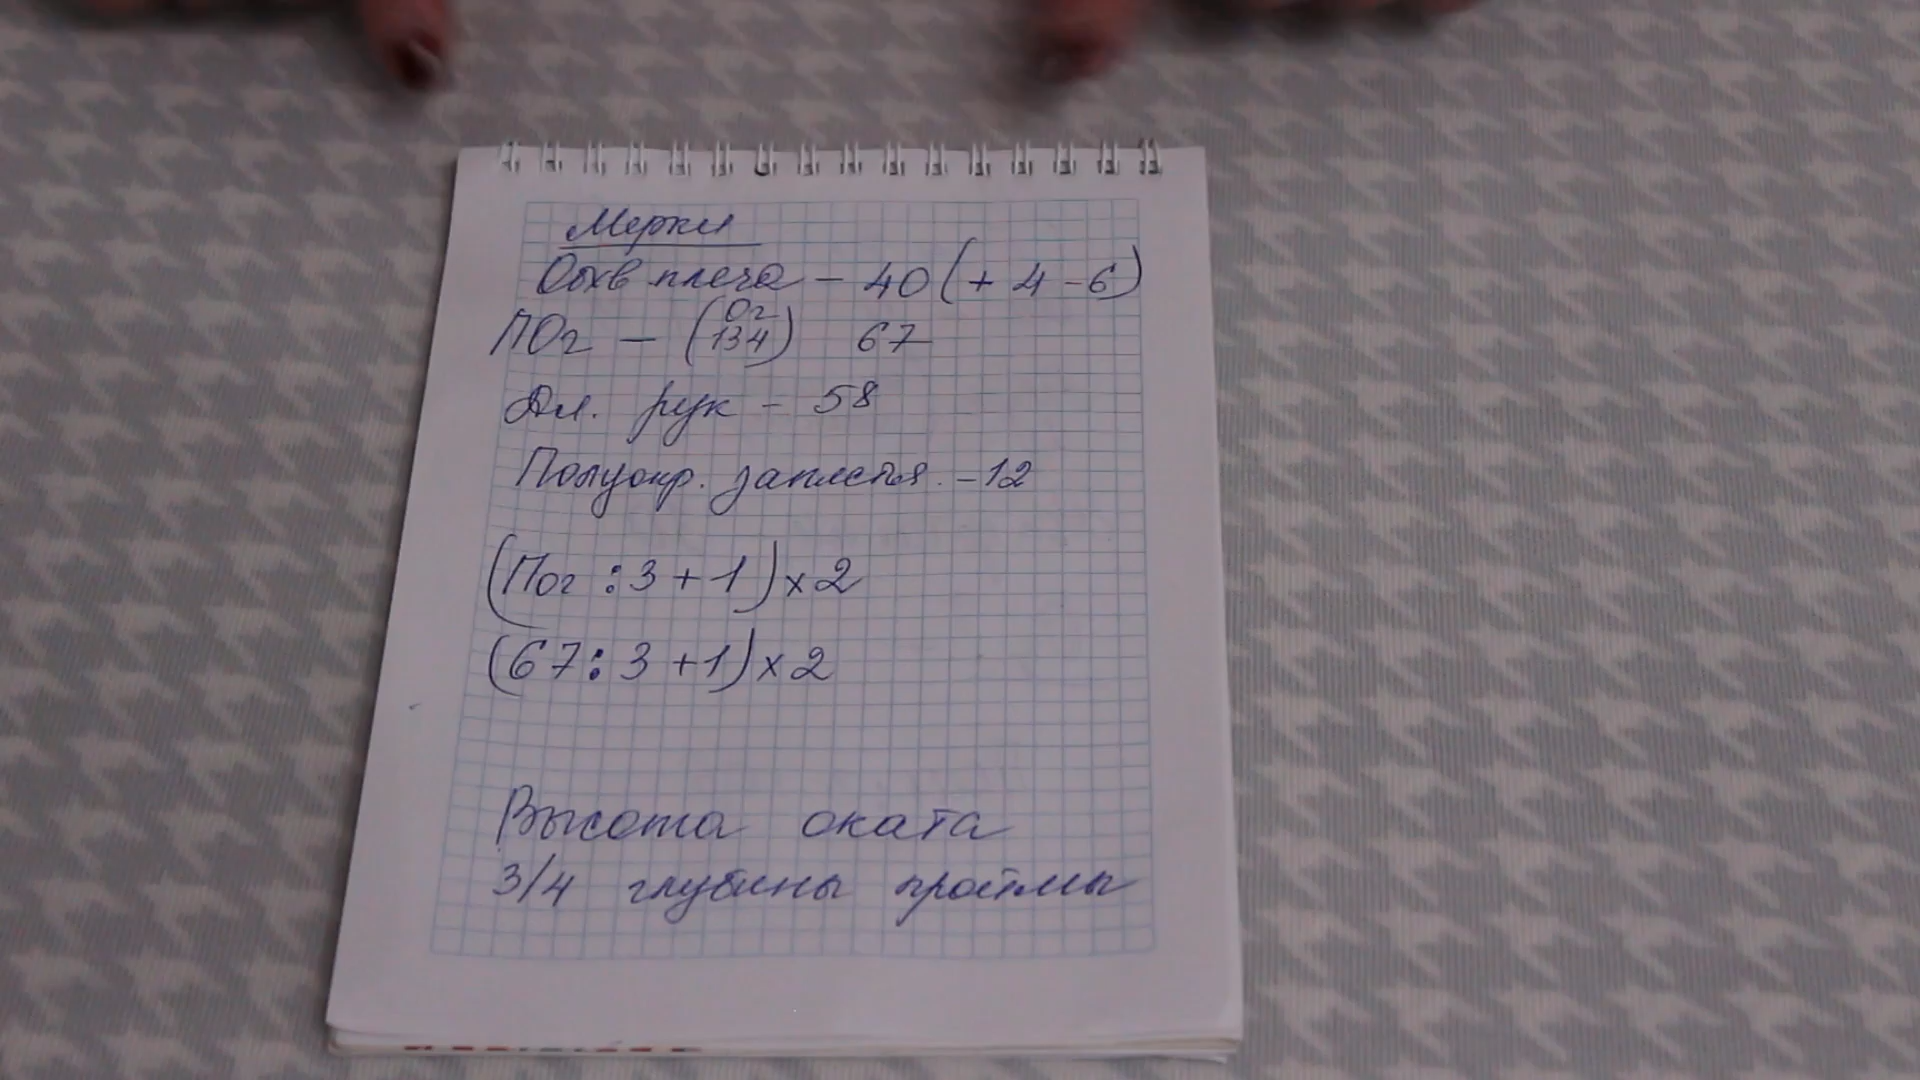 Мерки
Обхв плеча - 40 (+ 4 - 6)
ПОг - (Ог 134) 67
Дл. рук - 58
Полуокр. запястья. - 12
(Пог : 3 + 1) x 2
(67 : 3 + 1) x 2
Высота оката
3/4 глубины проймы